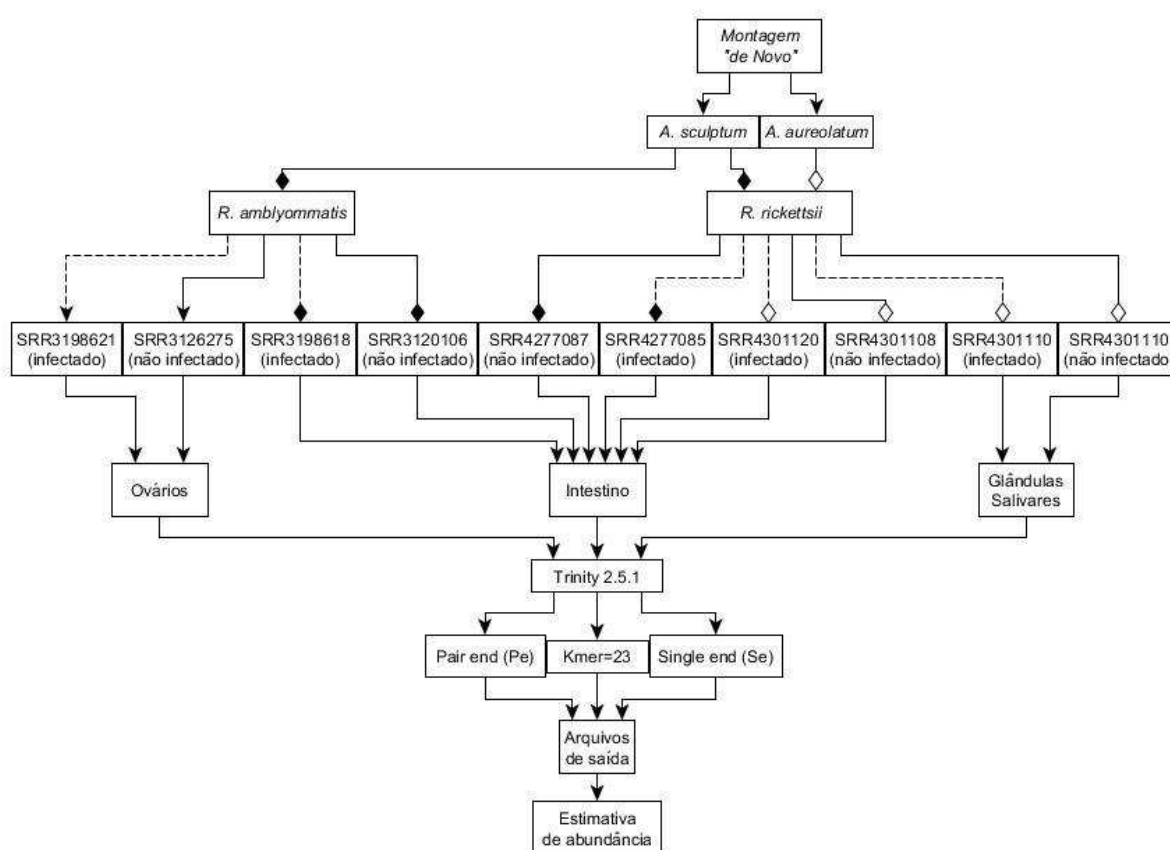 Montagem
"de Novo"
A. sculptum
A. aureolatum
R. amblyommatis
R. rickettsii
SRR3198621
(infectado)
SRR3126275
(não infectado)
SRR3198618
(infectado)
SRR3120106
(não infectado)
SRR4277087
(não infectado)
SRR4277085
(infectado)
SRR4301120
(infectado)
SRR4301108
(não infectado)
SRR4301110
(infectado)
SRR4301110
(não infectado
Ovários
Intestino
Glândulas
Salivares
Trinity 2.5.1
Pair end (Pe)
Kmer=23
Single end (Se)
Arquivos
de saída
Estimativa
de abundância